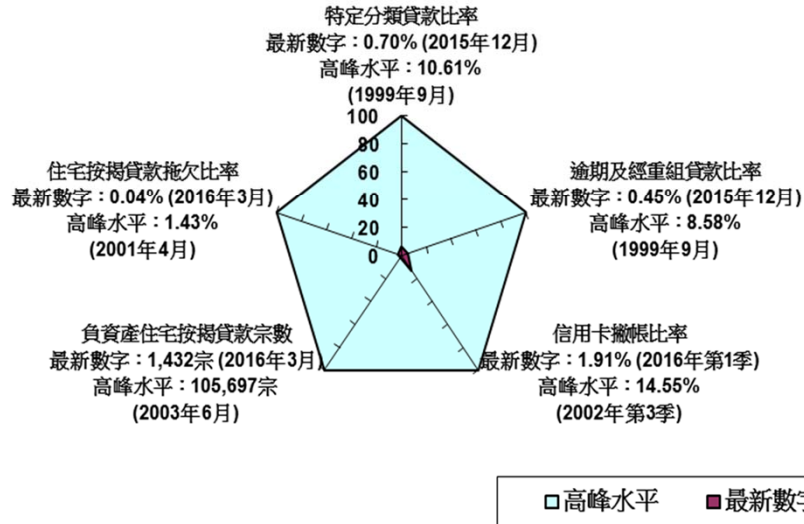 特定分類貸款比率
最新數字：0.70% (2015年12月)
高峰水平：10.61%
(1999年9月)
100
80
60
40
20
0
住宅按揭貸款拖欠比率
最新數字：0.04% (2016年3月)
高峰水平：1.43%
(2001年4月)
逾期及經重組貸款比率
最新數字：0.45% (2015年12月)
高峰水平：8.58%
(1999年9月)
負資產住宅按揭貸款宗數
最新數字：1,432宗 (2016年3月)
高峰水平：105,697宗
(2003年6月)
信用卡撇帳比率
最新數字：1.91% (2016年第1季)
高峰水平：14.55%
(2002年第3季)
高峰水平 最新數字